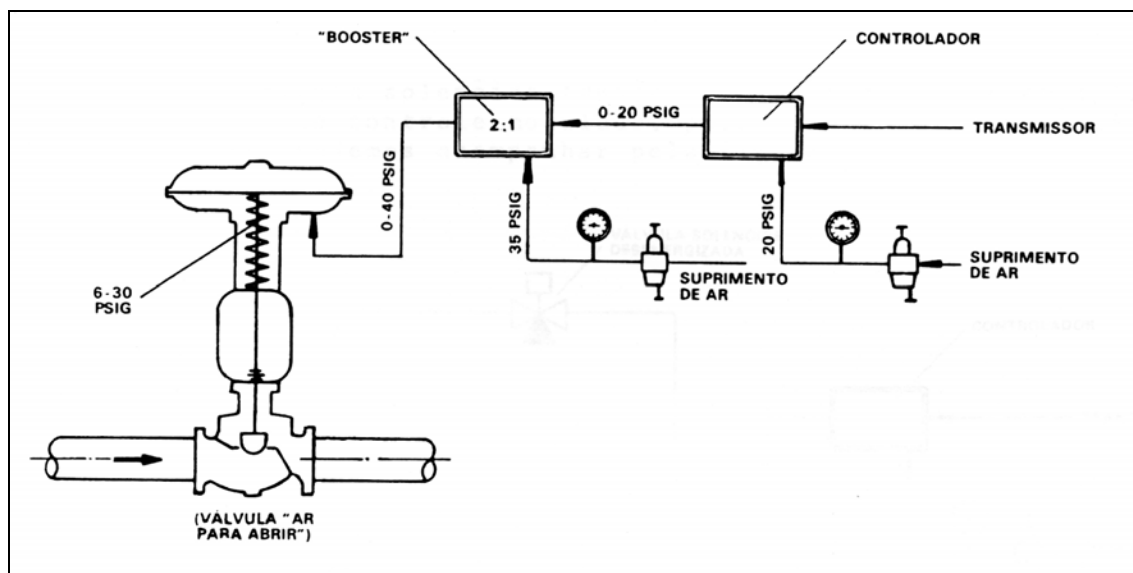 "BOOSTER"
CONTROLADOR
2:1
0-20 PSIG
TRANSMISSOR
0-40 PSIG
35 PSIG
20 PSIG
SUPRIMENTO
DE AR
SUPRIMENTO
DE AR
6-30
PSIG
(VÁLVULA "AR
PARA ABRIR")